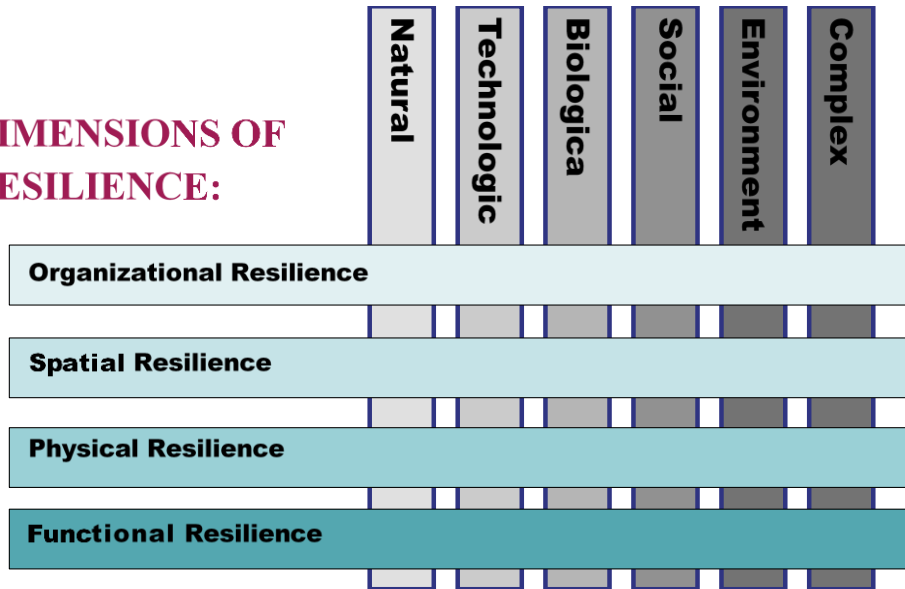 Natural
Technologic
Biologica
Social
Environment
Complex
IMENSIONS OF
ESILIENCE:
Organizational Resilience
Spatial Resilience
Physical Resilience
Functional Resilience